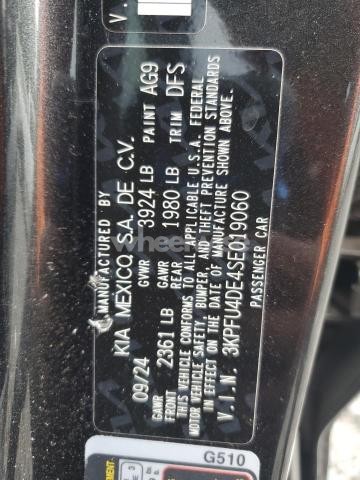 MANUFACTURED BY
KIA MEXICO, S.A. DE C.V.
09/24 GVWR 3924 LB PAINT AG9
GAWR FRONT 2361 LB GAWR REAR 1980 LB TRIM DFS
THIS VEHICLE CONFORMS TO ALL APPLICABLE U.S.A. FEDERAL
MOTOR VEHICLE SAFETY, BUMPER, AND THEFT PREVENTION STANDARDS
IN EFFECT ON THE DATE OF MANUFACTURE SHOWN ABOVE.
V.I.N. 3KPFU4DE4SE019060
PASSENGER CAR
G510